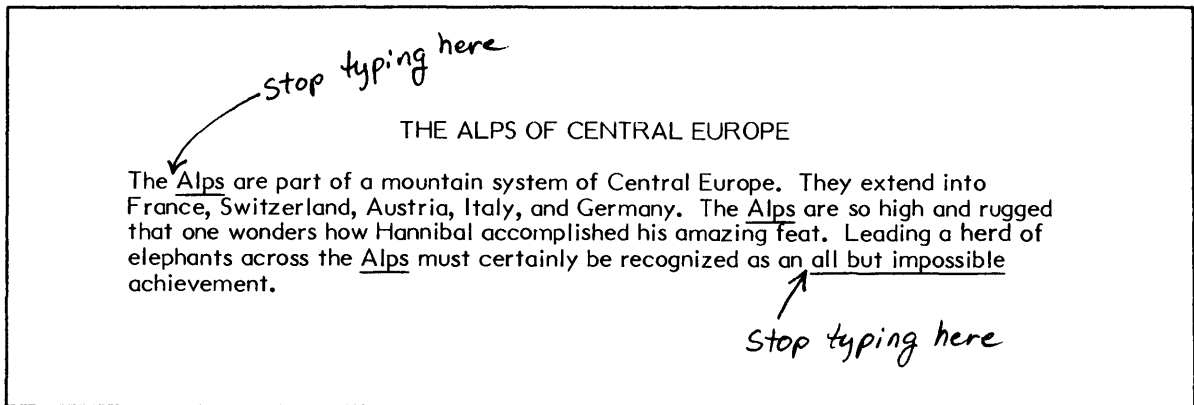 Stop typing here
THE ALPS OF CENTRAL EUROPE
The Alps are part of a mountain system of Central Europe. They extend into
France, Switzerland, Austria, Italy, and Germany. The Alps are so high and rugged
that one wonders how Hannibal accomplished his amazing feat. Leading a herd of
elephants across the Alps must certainly be recognized as an all but impossible
achievement.
Stop typing here